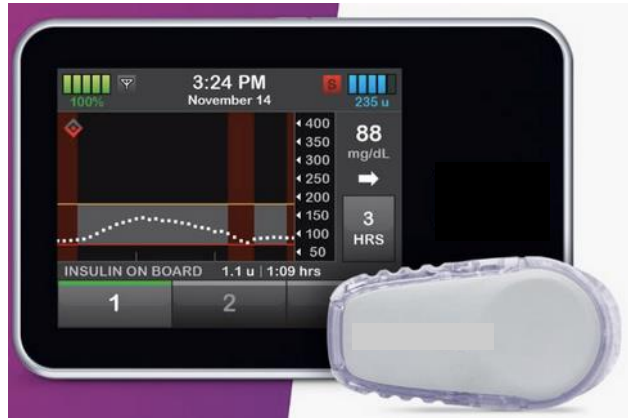 3:24 PM
S
100%
November 14
235 u
400
350
300
250
200
150
100
50
88
mg/dL
3
HRS
INSULIN ON BOARD 1.1 u | 1:09 hrs
1
2